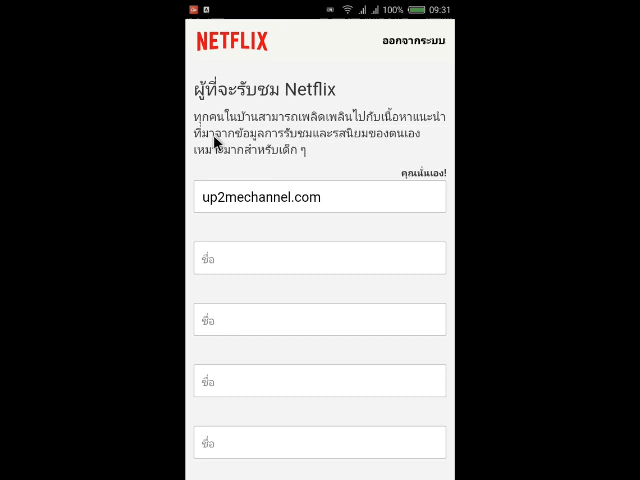 100% 09:31
NETFLIX ออกจากระบบ
ผู้ที่จะรับชม Netflix
ทุกคนในบ้านสามารถเพลิดเพลินไปกับเนื้อหาแนะนำ
ที่มาจากข้อมูลการรับชมและรสนิยมของตนเอง
เหมาะมากสำหรับเด็ก ๆ
คุณนั่นเอง!
up2mechannel.com
ชื่อ
ชื่อ
ชื่อ
ชื่อ